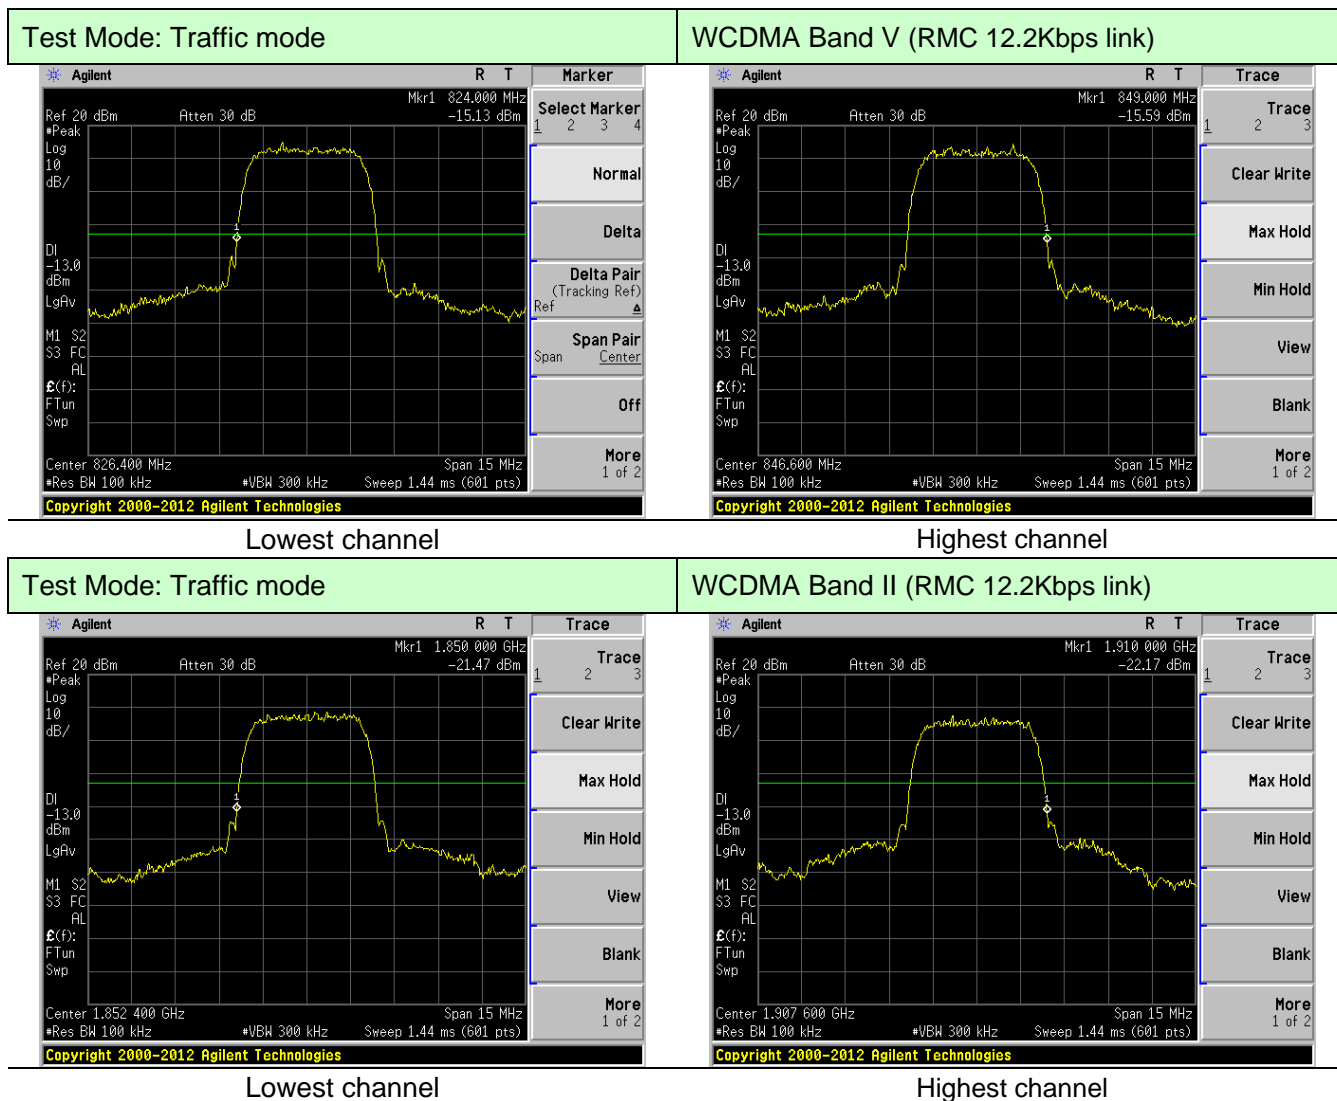 Test Mode: Traffic mode
WCDMA Band V (RMC 12.2Kbps link)
Agilent R T Marker
Mkr1 824.000 MHz
Ref 20 dBm Atten 30 dB -15.13 dBm
#Peak
Log
10
dB/
DI
-13.0
dBm
LgAv
M1 S2
S3 FC
AL
£(f):
FTun
Swp
1
Center 826.400 MHz Span 15 MHz
#Res BW 100 kHz #VBW 300 kHz Sweep 1.44 ms (601 pts)
Copyright 2000-2012 Agilent Technologies
Select Marker
1 2 3 4
Normal
Delta
Delta Pair
(Tracking Ref)
Ref Δ
Span Pair
Span Center
Off
More
1 of 2
Agilent R T Trace
Mkr1 849.000 MHz
Ref 20 dBm Atten 30 dB -15.59 dBm
#Peak
Log
10
dB/
DI
-13.0
dBm
LgAv
M1 S2
S3 FC
AL
£(f):
FTun
Swp
1
Center 846.600 MHz Span 15 MHz
#Res BW 100 kHz #VBW 300 kHz Sweep 1.44 ms (601 pts)
Copyright 2000-2012 Agilent Technologies
Trace
1 2 3
Clear Write
Max Hold
Min Hold
View
Blank
More
1 of 2
Lowest channel
Highest channel
Test Mode: Traffic mode
WCDMA Band II (RMC 12.2Kbps link)
Agilent R T Trace
Mkr1 1.850 000 GHz
Ref 20 dBm Atten 30 dB -21.47 dBm
#Peak
Log
10
dB/
DI
-13.0
dBm
LgAv
M1 S2
S3 FC
AL
£(f):
FTun
Swp
1
Center 1.852 400 GHz Span 15 MHz
#Res BW 100 kHz #VBW 300 kHz Sweep 1.44 ms (601 pts)
Copyright 2000-2012 Agilent Technologies
Trace
1 2 3
Clear Write
Max Hold
Min Hold
View
Blank
More
1 of 2
Agilent R T Trace
Mkr1 1.910 000 GHz
Ref 20 dBm Atten 30 dB -22.17 dBm
#Peak
Log
10
dB/
DI
-13.0
dBm
LgAv
M1 S2
S3 FC
AL
£(f):
FTun
Swp
1
Center 1.907 600 GHz Span 15 MHz
#Res BW 100 kHz #VBW 300 kHz Sweep 1.44 ms (601 pts)
Copyright 2000-2012 Agilent Technologies
Trace
1 2 3
Clear Write
Max Hold
Min Hold
View
Blank
More
1 of 2
Lowest channel
Highest channel